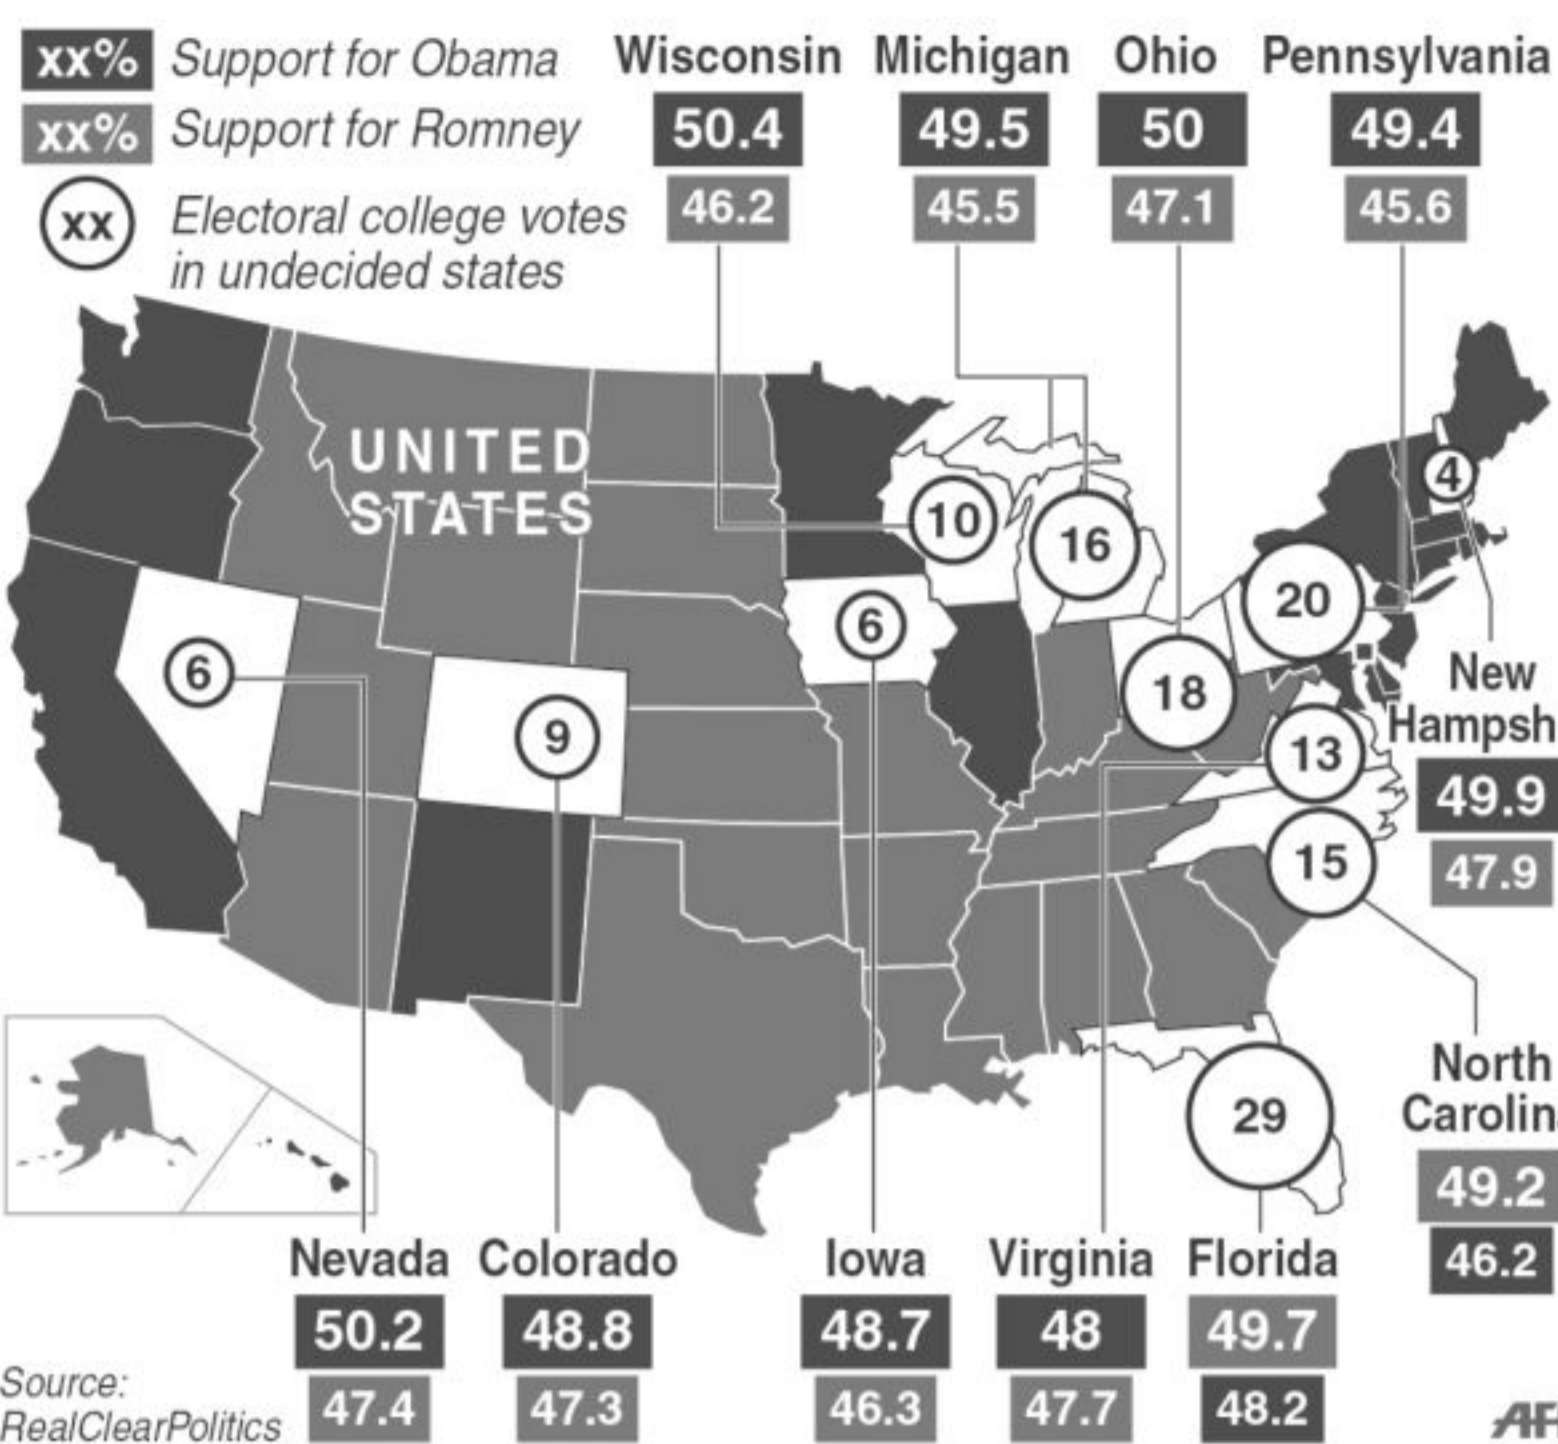 xx% Support for Obama
xx% Support for Romney
xx Electoral college votes
in undecided states
Wisconsin
50.4
46.2
Michigan
49.5
45.5
Ohio
50
47.1
Pennsylvania
49.4
45.6
UNITED
STATES
4
10
16
20
6
6
9
18
13
15
29
New
Hampsh
49.9
47.9
North
Carolina
49.2
46.2
Nevada
50.2
47.4
Colorado
48.8
47.3
Iowa
48.7
46.3
Virginia
48
47.7
Florida
49.7
48.2
Source:
RealClearPolitics
AFP